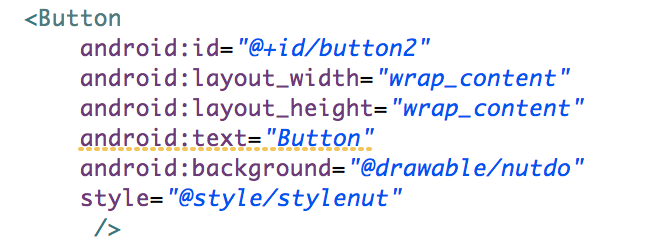 <Button
android:id="@+id/button2"
android:layout_width="wrap_content"
android:layout_height="wrap_content"
android:text="Button"
android:background="@drawable/nutdo"
style="@style/stylenut"
/>